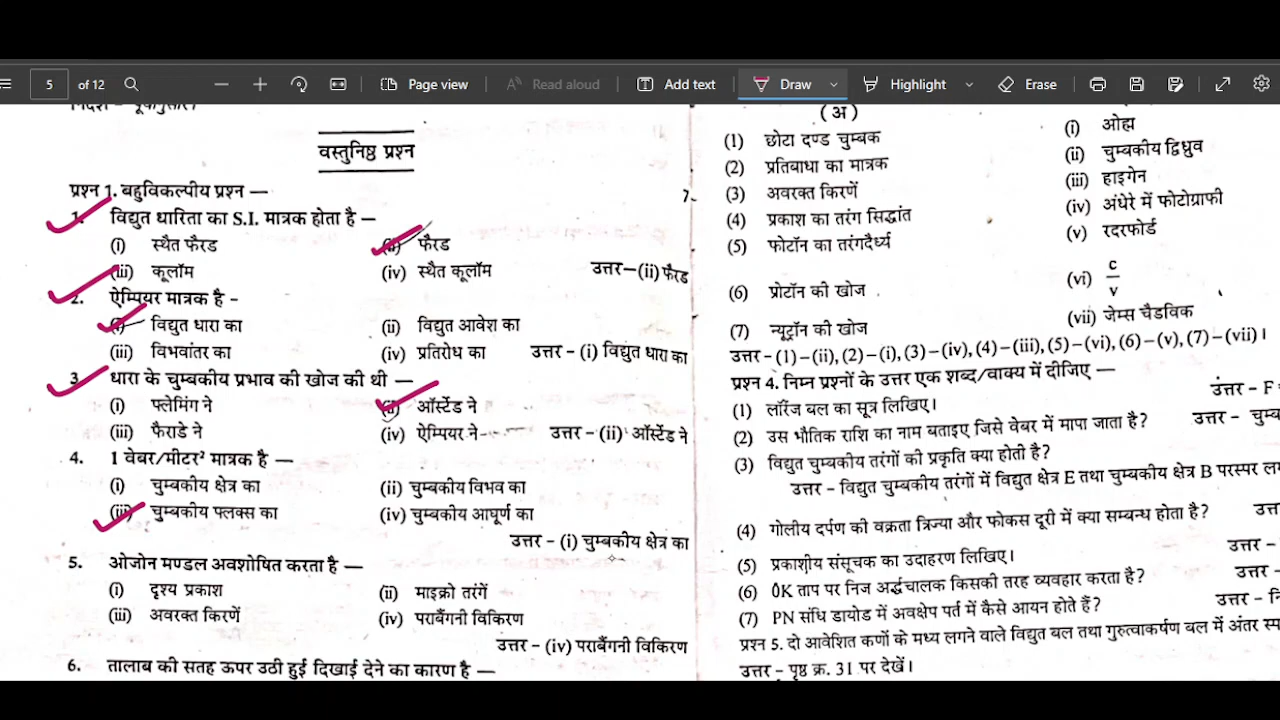 5 of 12 Page view Read aloud Add text Draw Highlight Erase
वस्तुनिष्ठ प्रश्न
प्रश्न 1. बहुविकल्पीय प्रश्न —
1. विद्युत धारिता का S.I. मात्रक होता है —
(i) स्थैत फैरड (ii) फैरड
(iii) कूलॉम (iv) स्थैत कूलॉम उत्तर–(ii) फैरड
2. ऐम्पियर मात्रक है -
(i) विद्युत धारा का (ii) विद्युत आवेश का
(iii) विभवांतर का (iv) प्रतिरोध का उत्तर – (i) विद्युत धारा का
3. धारा के चुम्बकीय प्रभाव की खोज की थी —
(i) फ्लेमिंग ने (ii) ऑर्स्टेड ने
(iii) फैराडे ने (iv) ऐम्पियर ने उत्तर – (ii) ऑर्स्टेड ने
4. 1 वेबर/मीटर² मात्रक है —
(i) चुम्बकीय क्षेत्र का (ii) चुम्बकीय विभव का
(iii) चुम्बकीय फ्लक्स का (iv) चुम्बकीय आघूर्ण का
उत्तर – (i) चुम्बकीय क्षेत्र का
5. ओजोन मण्डल अवशोषित करता है —
(i) दृश्य प्रकाश (ii) माइक्रो तरंगें
(iii) अवरक्त किरणें (iv) पराबैंगनी विकिरण
उत्तर – (iv) पराबैंगनी विकिरण
6. तालाब की सतह ऊपर उठी हुई दिखाई देने का कारण है —
7.
(अ)
(1) छोटा दण्ड चुम्बक (i) ओह्म
(2) प्रतिबाधा का मात्रक (ii) चुम्बकीय द्विध्रुव
(3) अवरक्त किरणें (iii) हाइगेन
(4) प्रकाश का तरंग सिद्धांत (iv) अंधेरे में फोटोग्राफी
(5) फोटॉन का तरंगदैर्ध्य (v) रदरफोर्ड
(6) प्रोटॉन की खोज (vi) c/v
(7) न्यूट्रॉन की खोज (vii) जेम्स चैडविक
उत्तर – (1)–(ii), (2)–(i), (3)–(iv), (4)–(iii), (5)–(vi), (6)–(v), (7)–(vii)।
प्रश्न 4. निम्न प्रश्नों के उत्तर एक शब्द/वाक्य में दीजिए —
(1) लॉरेंज बल का सूत्र लिखिए। उत्तर – F =
(2) उस भौतिक राशि का नाम बताइए जिसे वेबर में मापा जाता है? उत्तर –
(3) विद्युत चुम्बकीय तरंगों की प्रकृति क्या होती है?
उत्तर – विद्युत चुम्बकीय तरंगों में विद्युत क्षेत्र E तथा चुम्बकीय क्षेत्र B परस्पर
(4) गोलीय दर्पण की वक्रता त्रिज्या और फोकस दूरी में क्या सम्बन्ध होता है?
(5) प्रकाशीय संसूचक का उदाहरण लिखिए। उत्तर –
(6) 0K ताप पर निज अर्द्धचालक किसकी तरह व्यवहार करता है? उत्तर –
(7) PN संधि डायोड में अवक्षेप पर्त में कैसे आयन होते हैं? उत्तर –
प्रश्न 5. दो आवेशित कणों के मध्य लगने वाले विद्युत बल तथा गुरुत्वाकर्षण बल में अंतर
उत्तर – पृष्ठ क्र. 31 पर देखें।